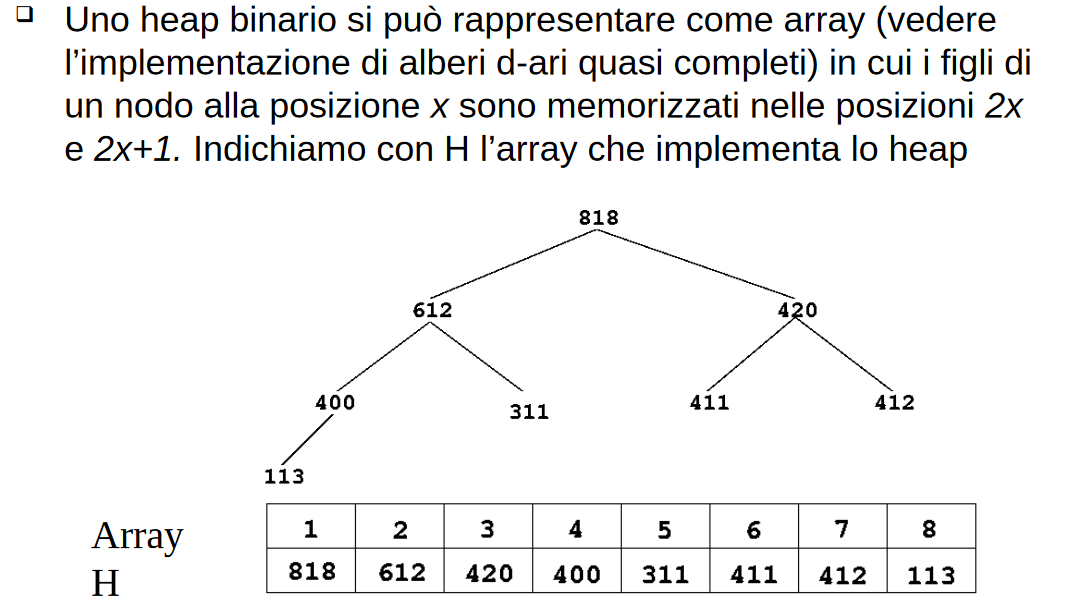 Uno heap binario si può rappresentare come array (vedere
l’implementazione di alberi d-ari quasi completi) in cui i figli di
un nodo alla posizione x sono memorizzati nelle posizioni 2x
e 2x+1. Indichiamo con H l’array che implementa lo heap
818
612 420
400 311 411 412
113
Array
H
1 2 3 4 5 6 7 8
818 612 420 400 311 411 412 113